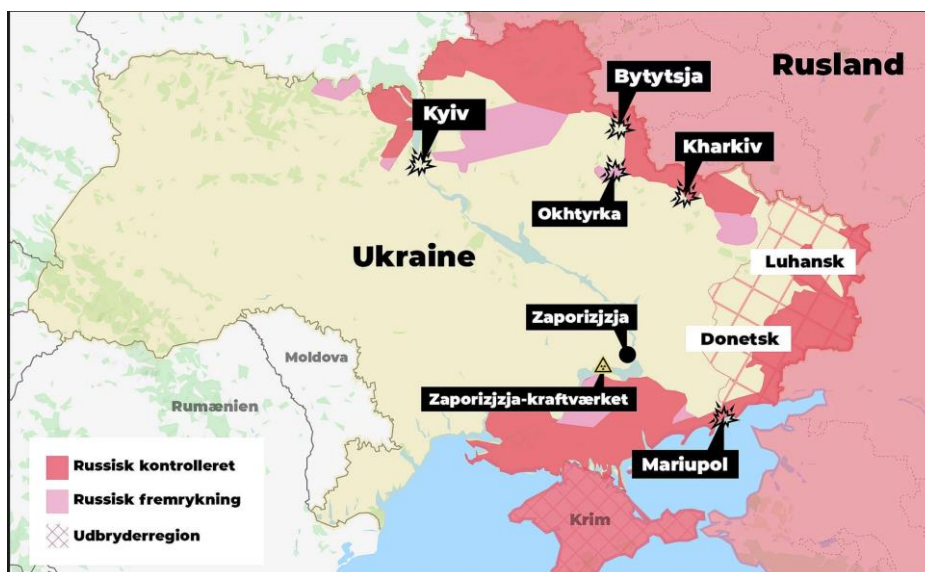 Rusland
Bytytsja
Kyiv
Kharkiv
Okhtyrka
Ukraine
Luhansk
Zaporizjzja
Donetsk
Moldova
Zaporizjzja-kraftværket
Rumænien
Mariupol
Krim
Russisk kontrolleret
Russisk fremrykning
Udbryderregion